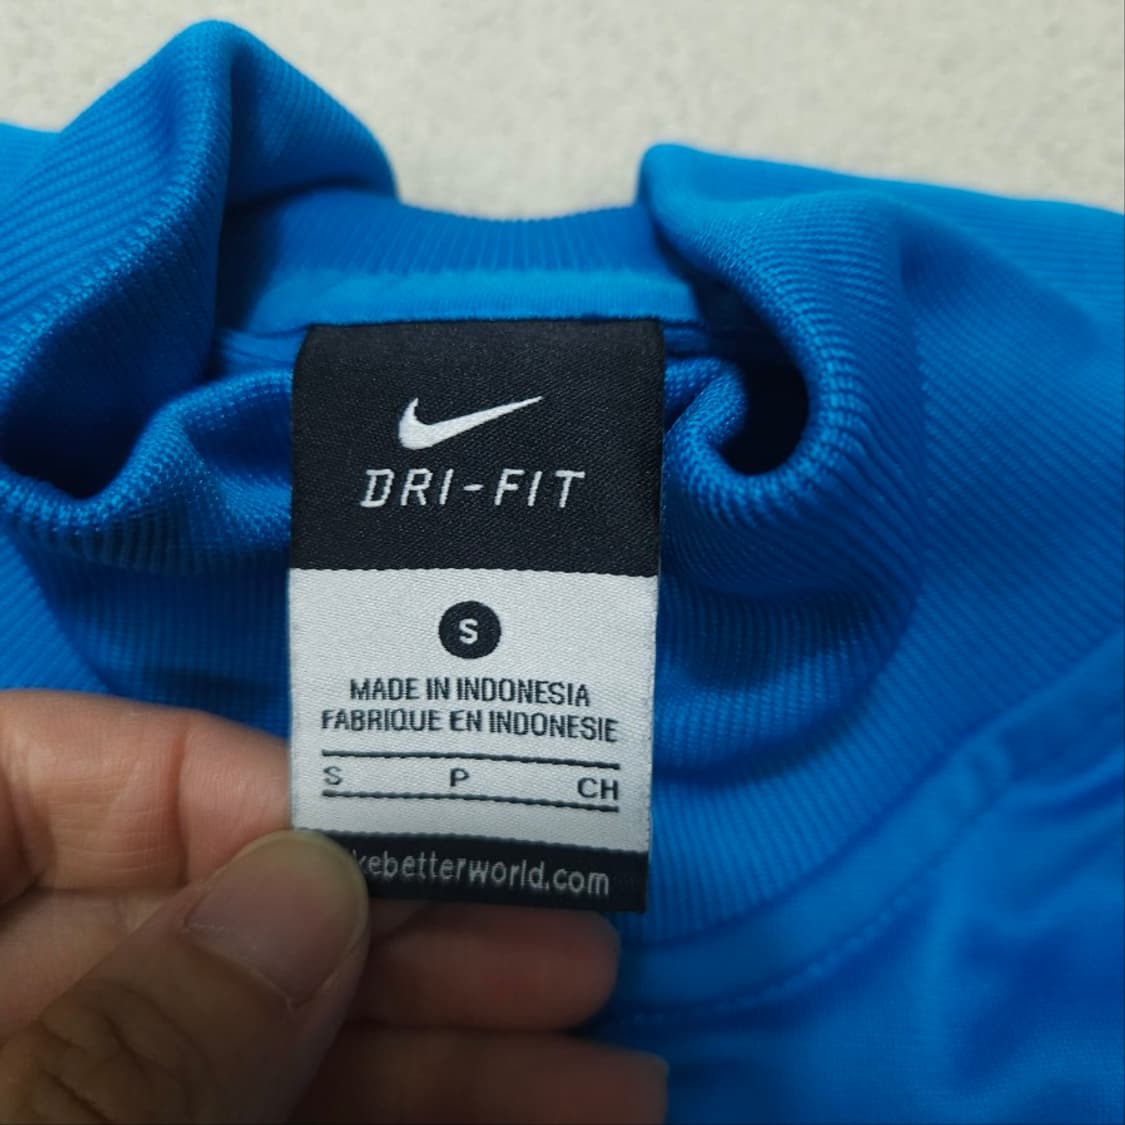 DRI-FIT
S
MADE IN INDONESIA
FABRIQUE EN INDONESIE
S P CH
kebetterworld.com